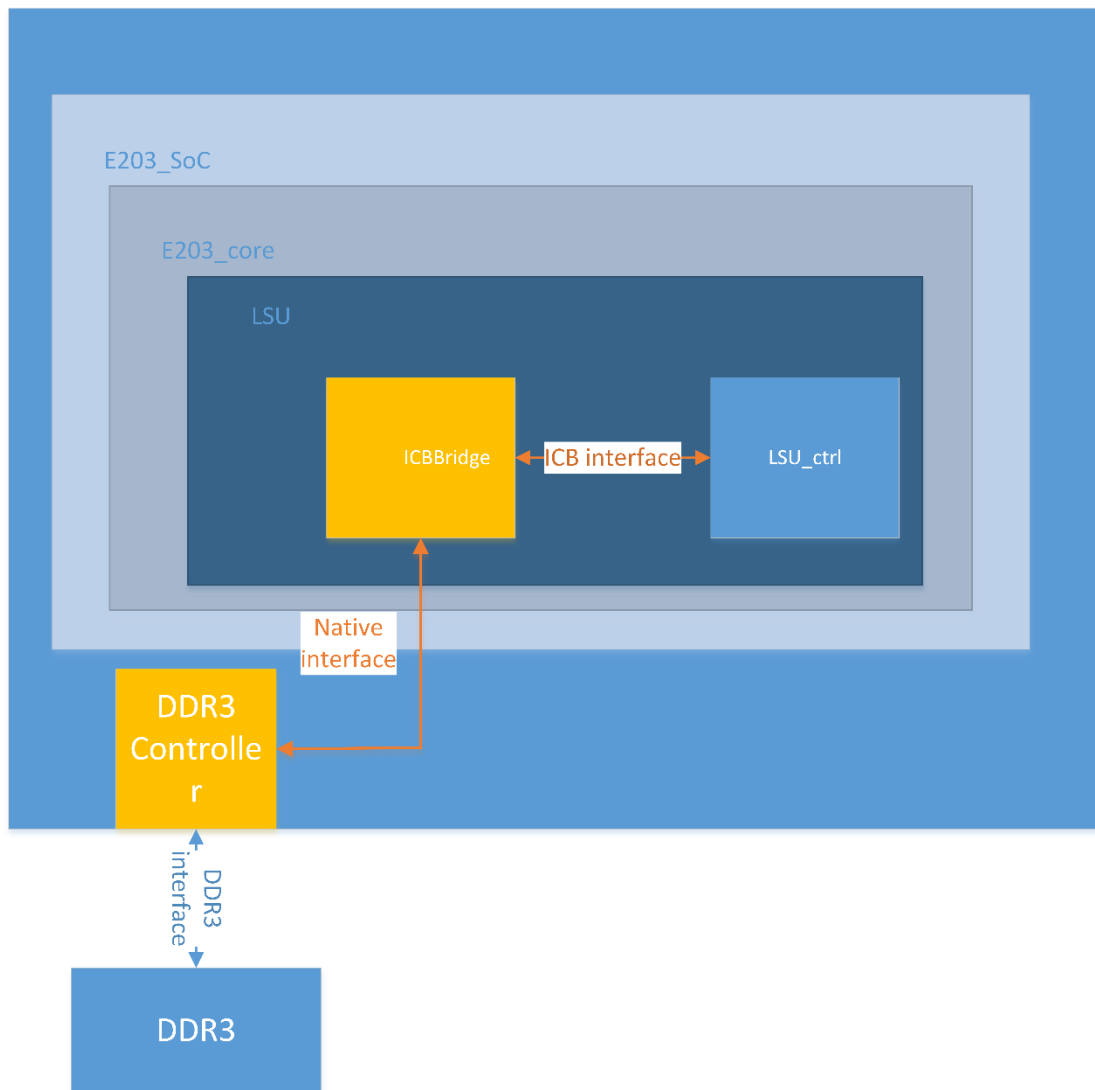 E203_SoC
E203_core
LSU
ICBBridge
ICB interface
LSU_ctrl
Native
interface
DDR3
Controlle
r
DDR3
interface
DDR3